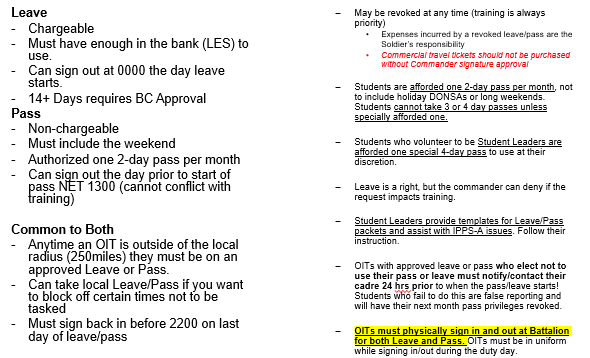 Leave
- Chargeable
- Must have enough in the bank (LES) to
use.
- Can sign out at 0000 the day leave
starts.
- 14+ Days requires BC Approval
Pass
- Non-chargeable
- Must include the weekend
- Authorized one 2-day pass per month
- Can sign out the day prior to start of
pass NET 1300 (cannot conflict with
training)
Common to Both
- Anytime an OIT is outside of the local
radius (250miles) they must be on an
approved Leave or Pass.
- Can take local Leave/Pass if you want
to block off certain times not to be
tasked
- Must sign back in before 2200 on last
day of leave/pass
– May be revoked at any time (training is always
priority)
• Expenses incurred by a revoked leave/pass are the
Soldier's responsibility
• Commercial travel tickets should not be purchased
without Commander signature approval
– Students are afforded one 2-day pass per month, not
to include holiday DONSAs or long weekends.
Students cannot take 3 or 4 day passes unless
specially afforded one.
– Students who volunteer to be Student Leaders are
afforded one special 4-day pass to use at their
discretion.
– Leave is a right, but the commander can deny if the
request impacts training.
– Student Leaders provide templates for Leave/Pass
packets and assist with IPPS-A issues. Follow their
instruction.
– OITs with approved leave or pass who elect not to
use their pass or leave must notify/contact their
cadre 24 hrs prior to when the pass/leave starts!
Students who fail to do this are false reporting and
will have their next month pass privileges revoked.
– OITs must physically sign in and out at Battalion
for both Leave and Pass. OITs must be in uniform
while signing in/out during the duty day.